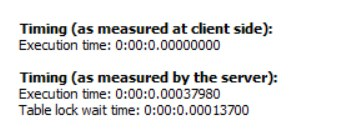 Timing (as measured at client side):
Execution time: 0:00:0.00000000
Timing (as measured by the server):
Execution time: 0:00:0.00037980
Table lock wait time: 0:00:0.00013700